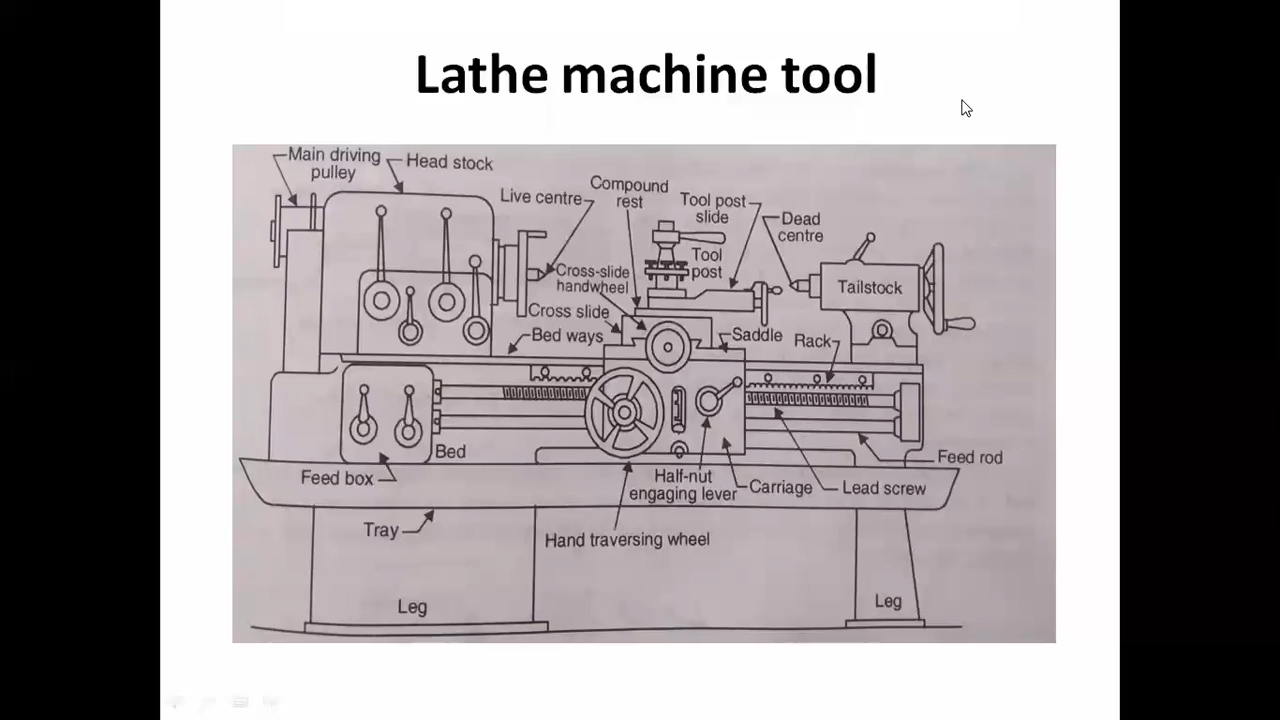 Lathe machine tool
Main driving
pulley
Head stock
Live centre
Compound
rest
Tool post
slide
Dead
centre
Tool
post
Cross-slide
handwheel
Cross slide
Bed ways
Saddle
Rack
Tailstock
Bed
Feed box
Half-nut
engaging lever
Carriage
Lead screw
Feed rod
Tray
Hand traversing wheel
Leg
Leg